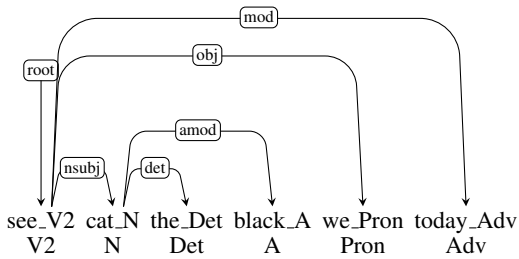 mod
obj
root
amod
nsubj det
see_V2 cat_N the_Det black_A we_Pron today_Adv
V2 N Det A Pron Adv